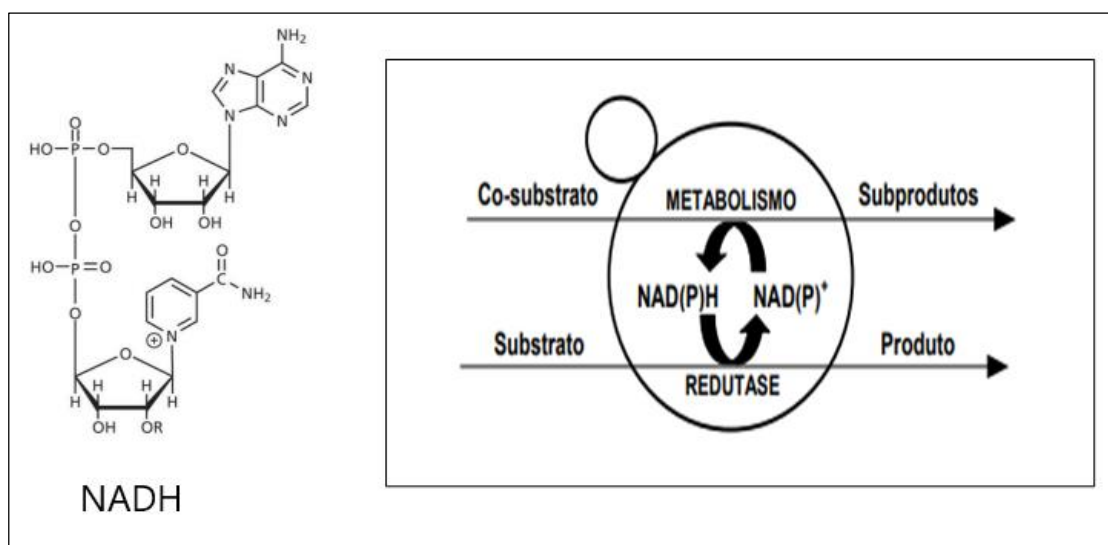 NH₂
N
N
N
N
O
HO-P-O
O
H H
H H
OH OH
O
HO-P=O
O
O
C
NH₂
N
⊕
O
H H
H H
OH OR
NADH
Co-substrato METABOLISMO Subprodutos
NAD(P)H NAD(P)⁺
Substrato REDUTASE Produto